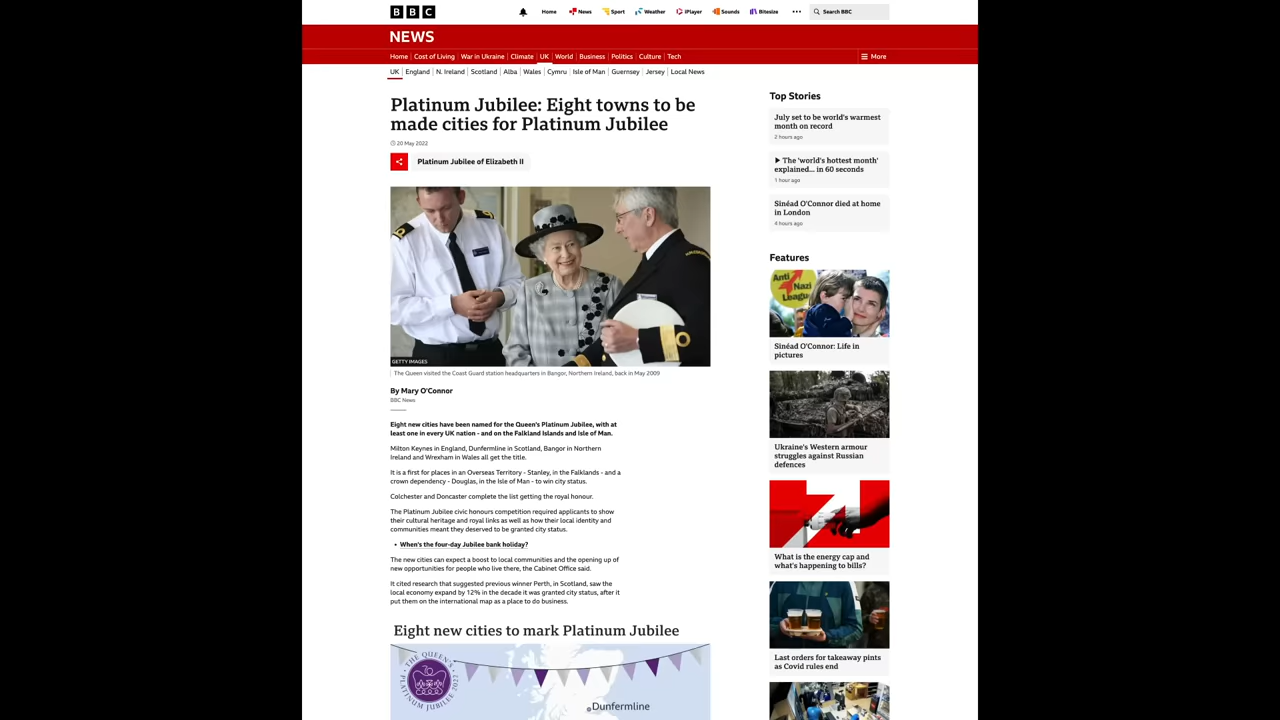 BBC
Home
News
Sport
Weather
iPlayer
Sounds
Bitesize
Search BBC
NEWS
Home
Cost of Living
War in Ukraine
Climate
UK
World
Business
Politics
Culture
Tech
More
UK
England
N. Ireland
Scotland
Alba
Wales
Cymru
Isle of Man
Guernsey
Jersey
Local News
Platinum Jubilee: Eight towns to be
made cities for Platinum Jubilee
20 May 2022
Platinum Jubilee of Elizabeth II
GETTY IMAGES
The Queen visited the Coast Guard station headquarters in Bangor, Northern Ireland, back in May 2009
By Mary O'Connor
BBC News
Eight new cities have been named for the Queen's Platinum Jubilee, with at
least one in every UK nation - and on the Falkland Islands and Isle of Man.
Milton Keynes in England, Dunfermline in Scotland, Bangor in Northern
Ireland and Wrexham in Wales all get the title.
It is a first for places in an Overseas Territory - Stanley, in the Falklands - and a
crown dependency - Douglas, in the Isle of Man - to win city status.
Colchester and Doncaster complete the list getting the royal honour.
The Platinum Jubilee civic honours competition required applicants to show
their cultural heritage and royal links as well as how their local identity and
communities meant they deserved to be granted city status.
When's the four-day Jubilee bank holiday?
The new cities can expect a boost to local communities and the opening up of
new opportunities for people who live there, the Cabinet Office said.
It cited research that suggested previous winner Perth, in Scotland, saw the
local economy expand by 12% in the decade it was granted city status, after it
put them on the international map as a place to do business.
Eight new cities to mark Platinum Jubilee
THE QUEEN'S
PLATINUM JUBILEE 2022
Dunfermline
Top Stories
July set to be world's warmest
month on record
2 hours ago
The 'world's hottest month'
explained... in 60 seconds
1 hour ago
Sinéad O'Connor died at home
in London
4 hours ago
Features
Anti
Nazi
League
Sinéad O'Connor: Life in
pictures
Ukraine's Western armour
struggles against Russian
defences
What is the energy cap and
what's happening to bills?
Last orders for takeaway pints
as Covid rules end